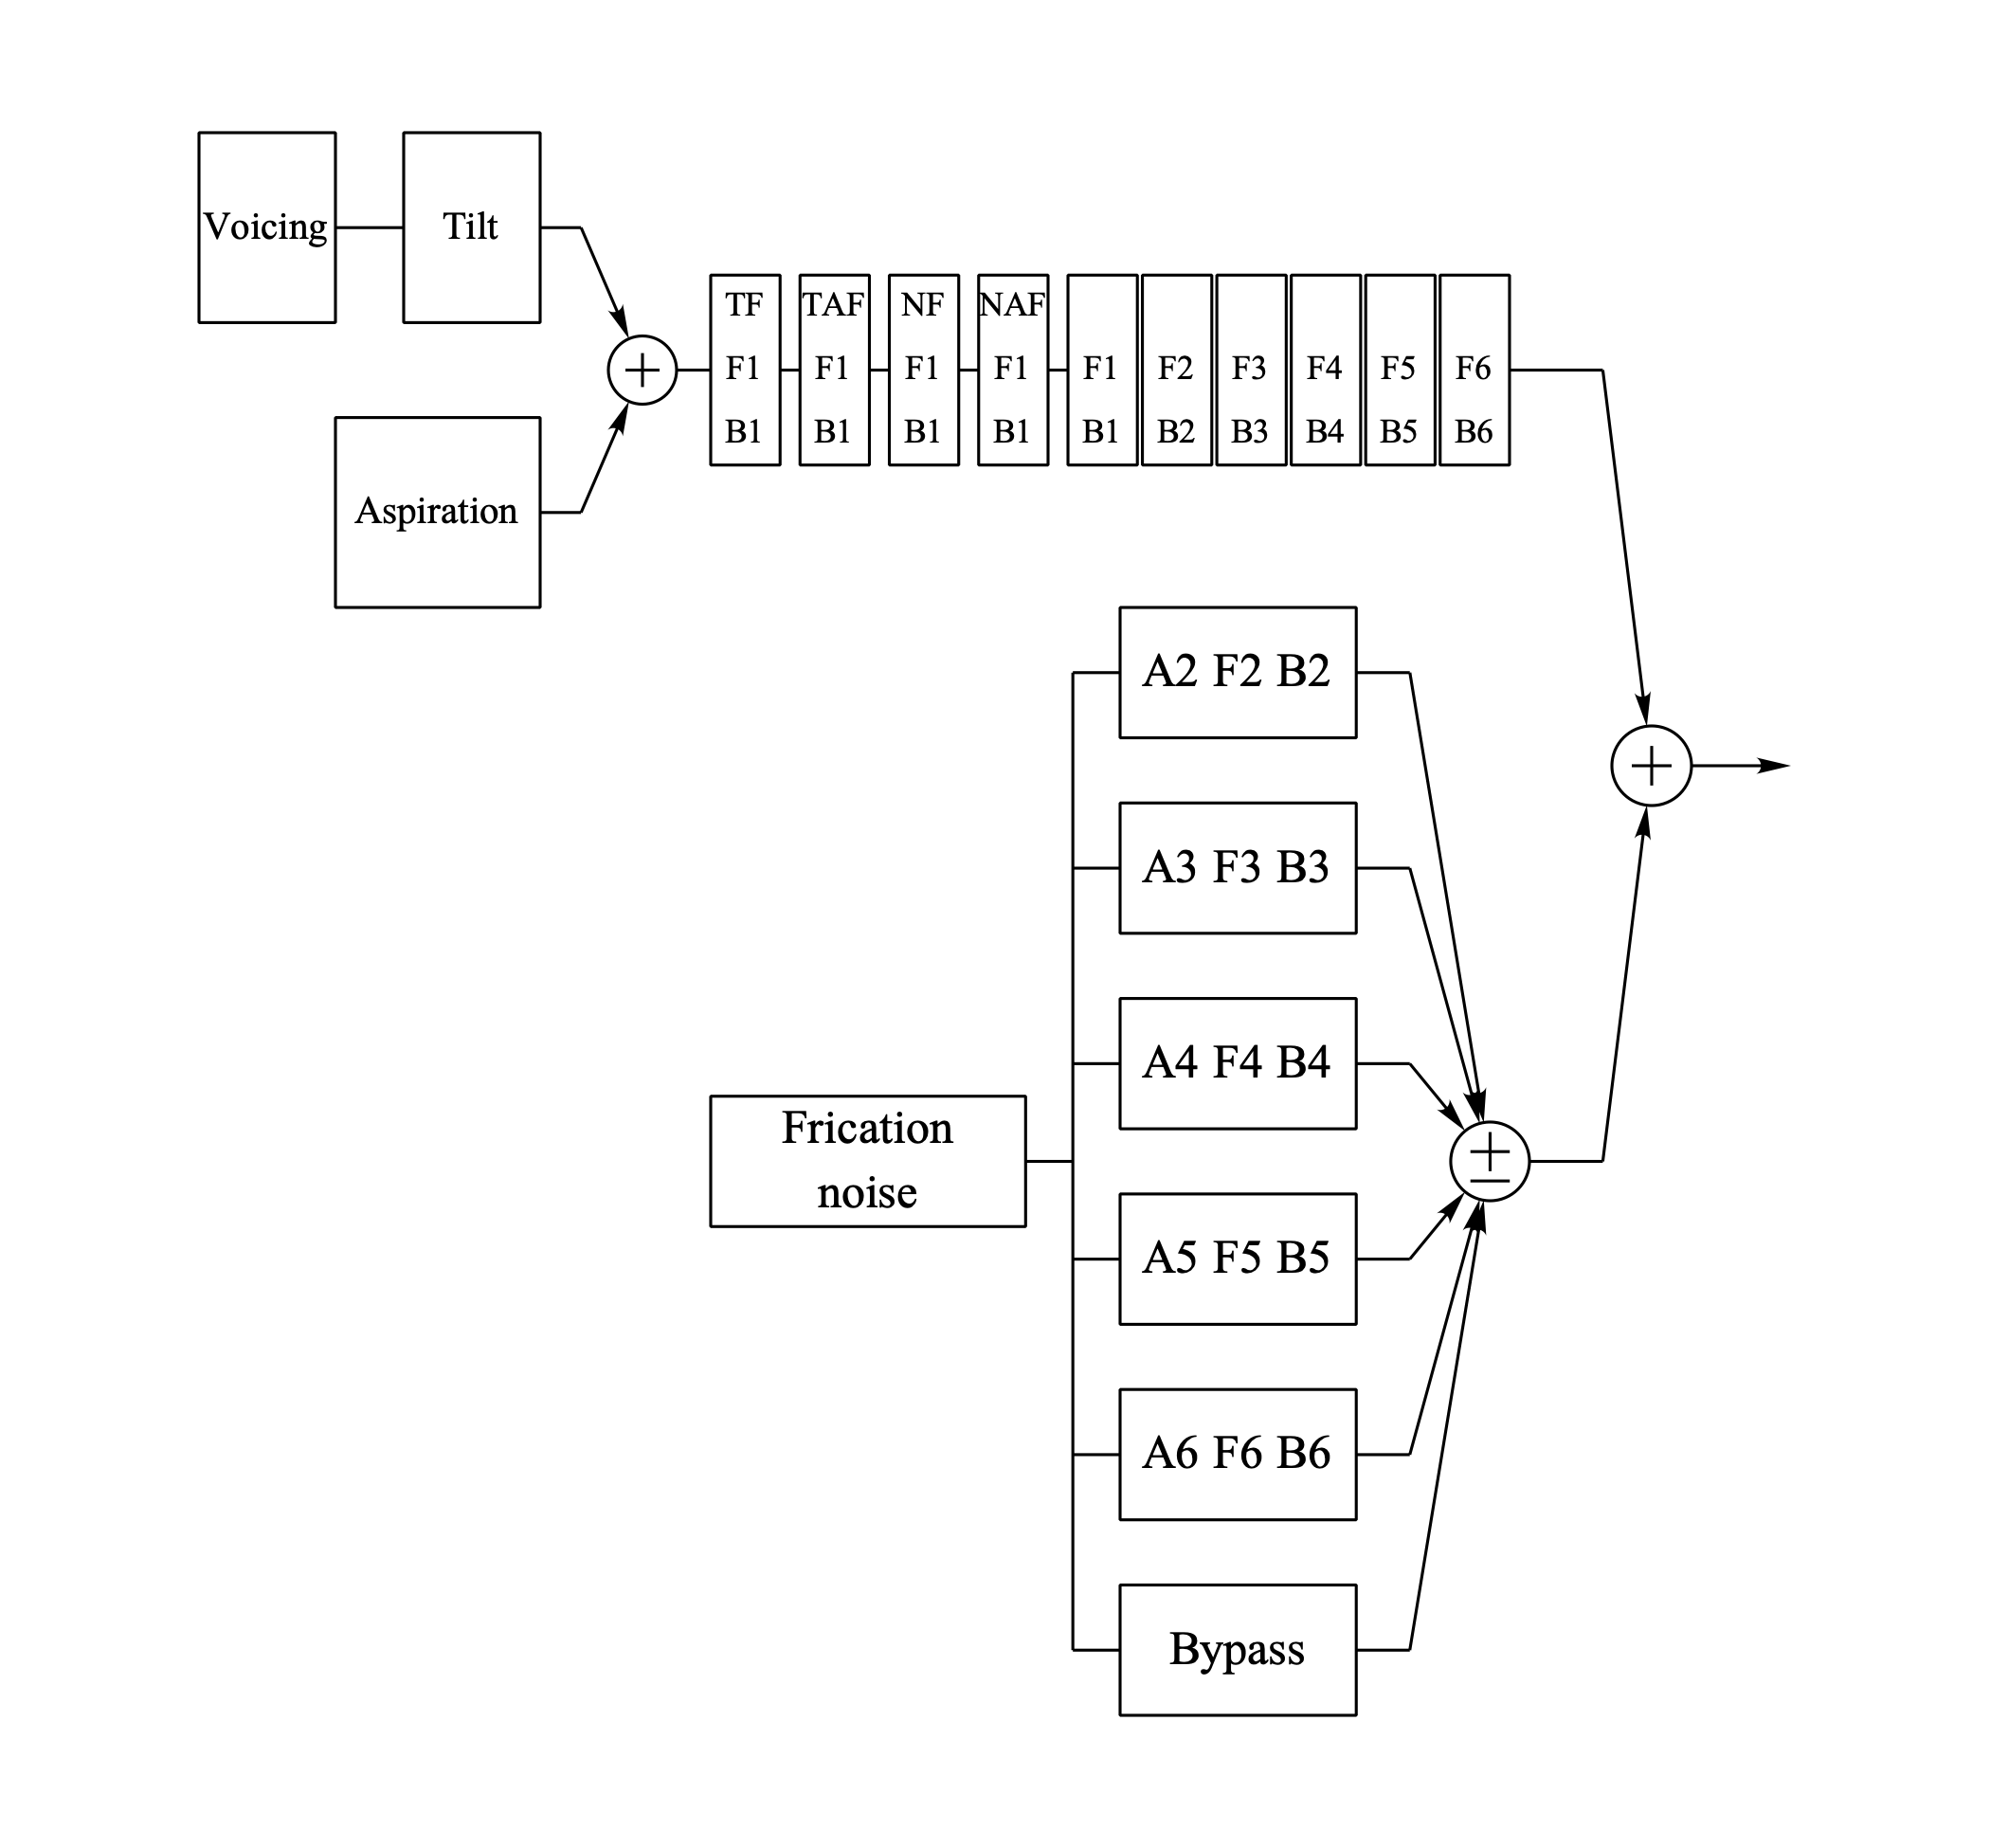 Voicing
Tilt
Aspiration
+
TF
F1
B1
TAF
F1
B1
NF
F1
B1
NAF
F1
B1
F1
B1
F2
B2
F3
B3
F4
B4
F5
B5
F6
B6
A2 F2 B2
+
A3 F3 B3
A4 F4 B4
Frication
noise
±
A5 F5 B5
A6 F6 B6
Bypass